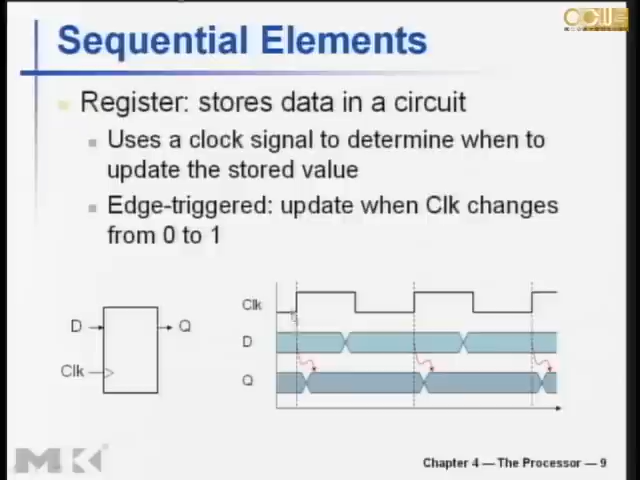 Sequential Elements
Register: stores data in a circuit
Uses a clock signal to determine when to
update the stored value
Edge-triggered: update when Clk changes
from 0 to 1
Clk
D
Q
D
Q
Clk
MK
Chapter 4 — The Processor — 9